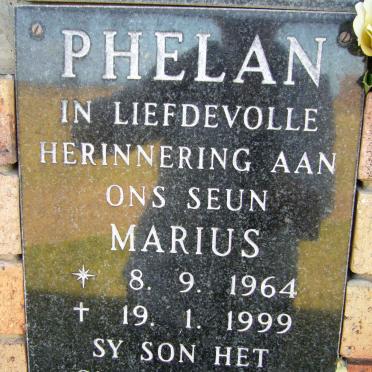 PHELAN
IN LIEFDEVOLLE
HERINNERING AAN
ONS SEUN
MARIUS
* 8. 9. 1964
† 19. 1. 1999
SY SON HET